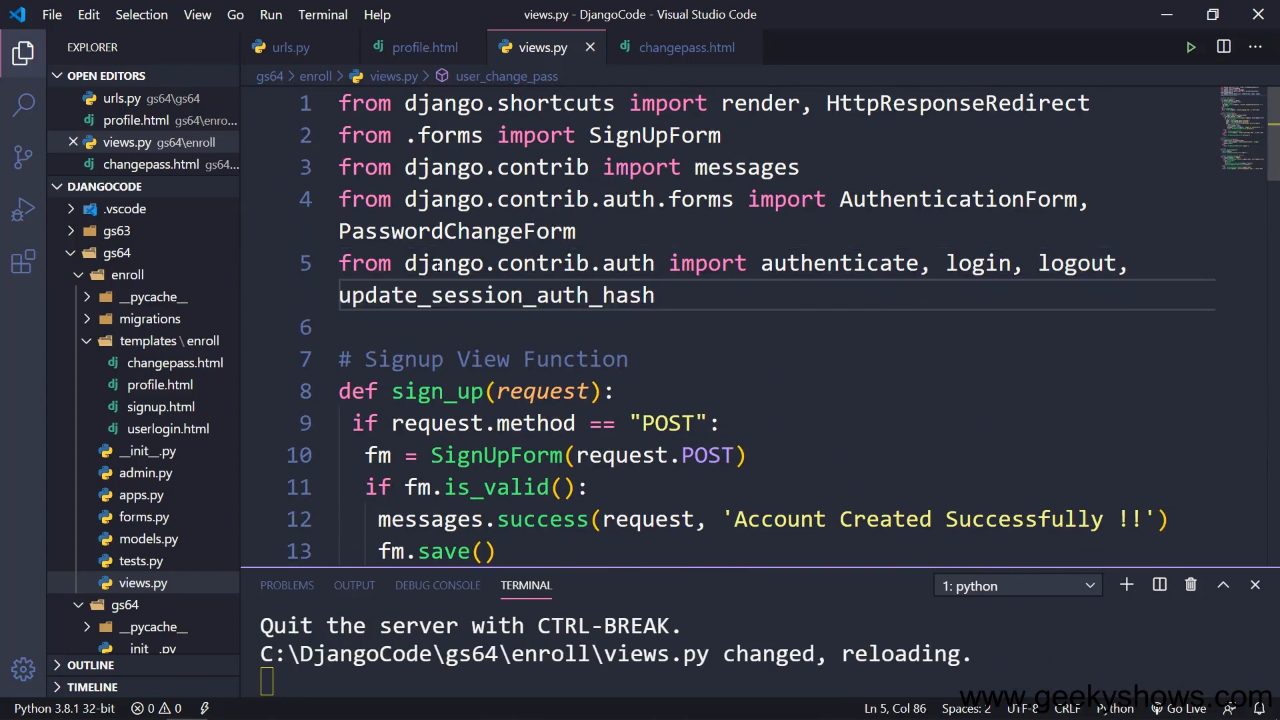 File Edit Selection View Go Run Terminal Help views.py - DjangoCode - Visual Studio Code
EXPLORER
urls.py profile.html views.py changepass.html
gs64 enroll views.py user_change_pass
OPEN EDITORS
urls.py gs64\gs64
profile.html gs64\enro...
views.py gs64\enroll
changepass.html gs64...
DJANGOCODE
.vscode
gs63
gs64
enroll
__pycache__
migrations
templates \ enroll
changepass.html
profile.html
signup.html
userlogin.html
__init__.py
admin.py
apps.py
forms.py
models.py
tests.py
views.py
gs64
__pycache__
__init__.py
OUTLINE
TIMELINE
1 from django.shortcuts import render, HttpResponseRedirect
2 from .forms import SignUpForm
3 from django.contrib import messages
4 from django.contrib.auth.forms import AuthenticationForm,
PasswordChangeForm
5 from django.contrib.auth import authenticate, login, logout,
update_session_auth_hash
6
7 # Signup View Function
8 def sign_up(request):
9 if request.method == "POST":
10 fm = SignUpForm(request.POST)
11 if fm.is_valid():
12 messages.success(request, 'Account Created Successfully !!')
13 fm.save()
PROBLEMS OUTPUT DEBUG CONSOLE TERMINAL 1: python
Quit the server with CTRL-BREAK.
C:\DjangoCode\gs64\enroll\views.py changed, reloading.
www.geekyshows.com
Python 3.8.1 32-bit 0 0 Ln 5, Col 86 Spaces: 2 UTF-8 CRLF Python Go Live